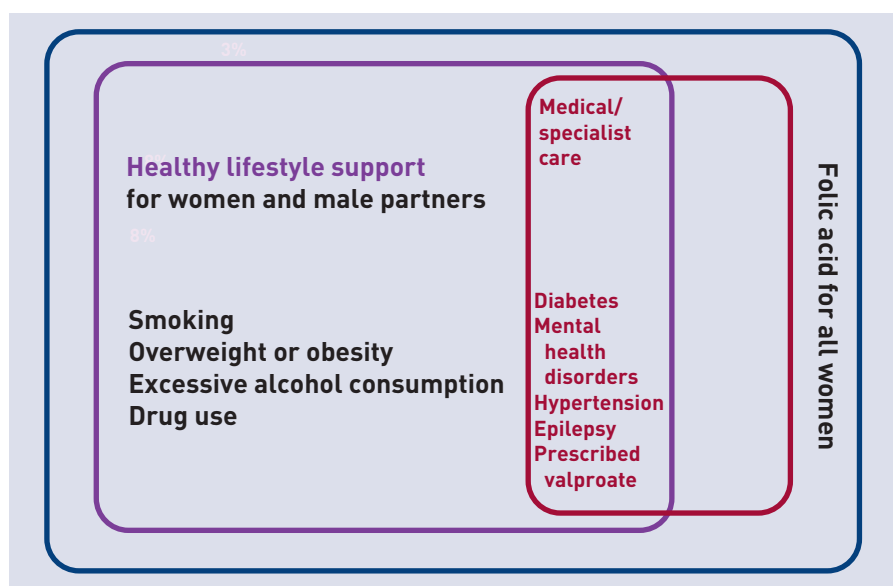 3%
Healthy lifestyle support
for women and male partners
8%
Smoking
Overweight or obesity
Excessive alcohol consumption
Drug use
Medical/
specialist
care
Diabetes
Mental
health
disorders
Hypertension
Epilepsy
Prescribed
valproate
Folic acid for all women